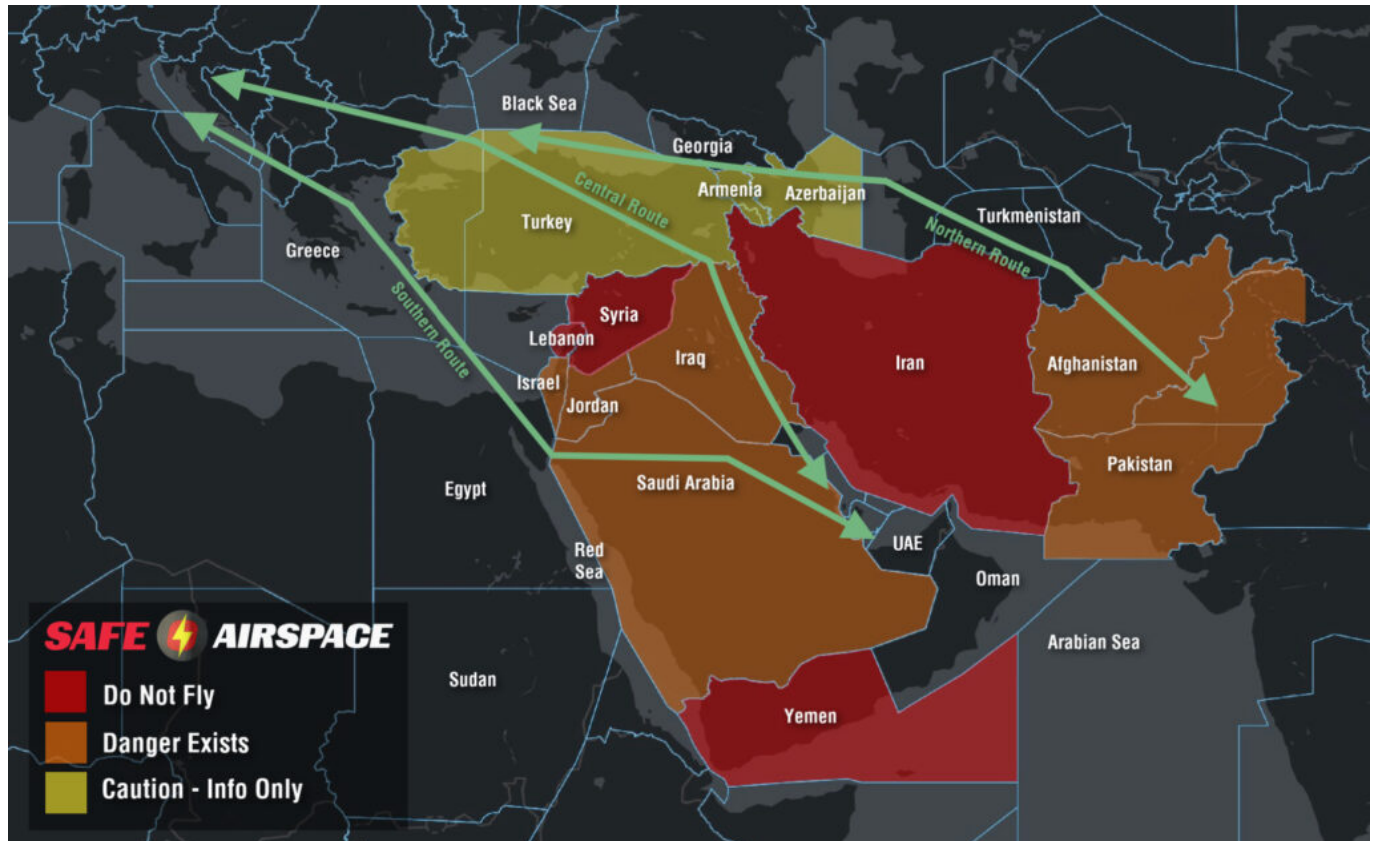 Black Sea
Georgia
Armenia
Azerbaijan
Central Route
Turkmenistan
Northern Route
Turkey
Greece
Southern Route
Syria
Lebanon
Iraq
Iran
Afghanistan
Israel
Jordan
Pakistan
Saudi Arabia
Egypt
UAE
Red
Sea
Oman
Arabian Sea
Sudan
Yemen
SAFE AIRSPACE
Do Not Fly
Danger Exists
Caution - Info Only